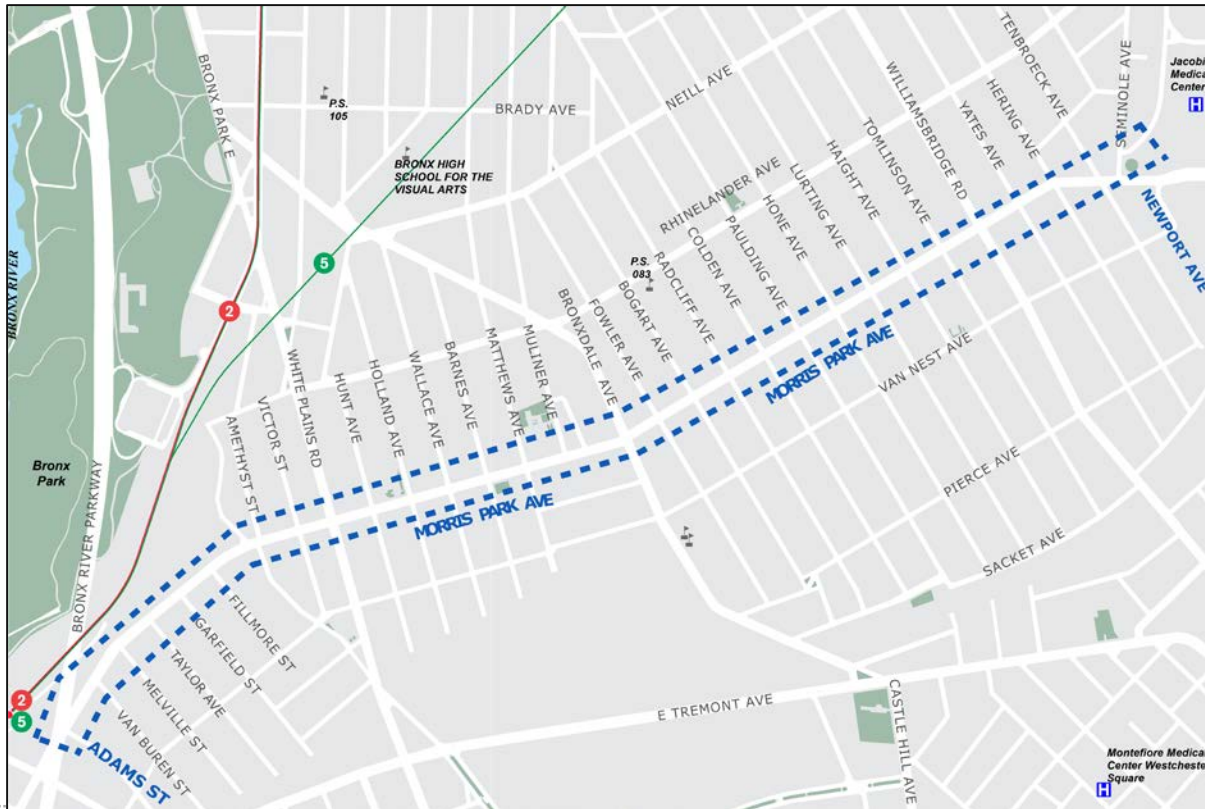 BRONX PARK E
P.S.
105
BRADY AVE
NEILL AVE
TENBROECK AVE
SEMINOLE AVE
Jacobi
Medica
Center
H
BRONX HIGH
SCHOOL FOR THE
VISUAL ARTS
WILLIAMSBRIDGE RD
YATES AVE
HERING AVE
TOMLINSON AVE
HAIGHT AVE
LURTING AVE
HONE AVE
PAULDING AVE
COLDEN AVE
RADCLIFF AVE
RHINELANDER AVE
P.S.
083
BOGART AVE
FOWLER AVE
BRONXDALE AVE
NEWPORT AVE
BRONX RIVER
5
2
MULINER AVE
MATTHEWS AVE
BARNES AVE
WALLACE AVE
HOLLAND AVE
HUNT AVE
WHITE PLAINS RD
VICTOR ST
AMETHYST ST
MORRIS PARK AVE
VAN NEST AVE
Bronx
Park
BRONX RIVER PARKWAY
MORRIS PARK AVE
PIERCE AVE
SACKET AVE
FILLMORE ST
GARFIELD ST
TAYLOR AVE
MELVILLE ST
VAN BUREN ST
ADAMS ST
2
5
E TREMONT AVE
CASTLE HILL AVE
Montefiore Medica
Center Westcheste
Square
H